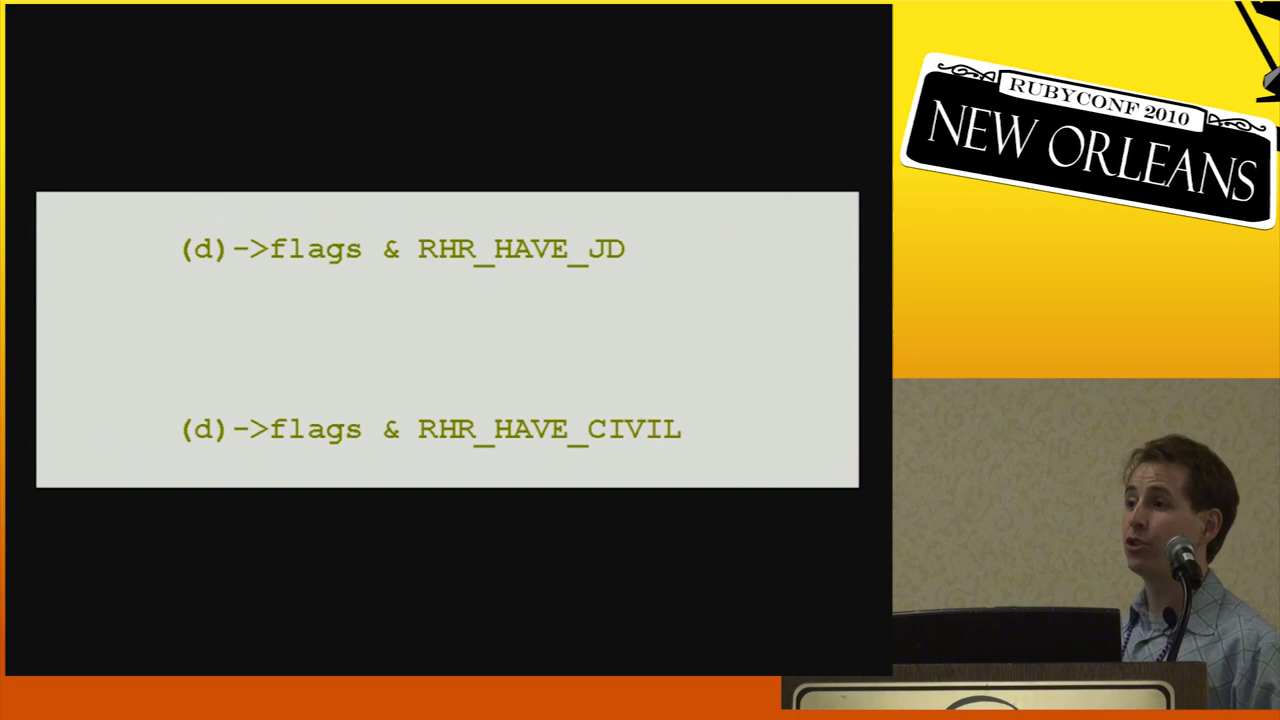 (d)->flags & RHR_HAVE_JD
(d)->flags & RHR_HAVE_CIVIL
RUBYCONF 2010
NEW ORLEANS